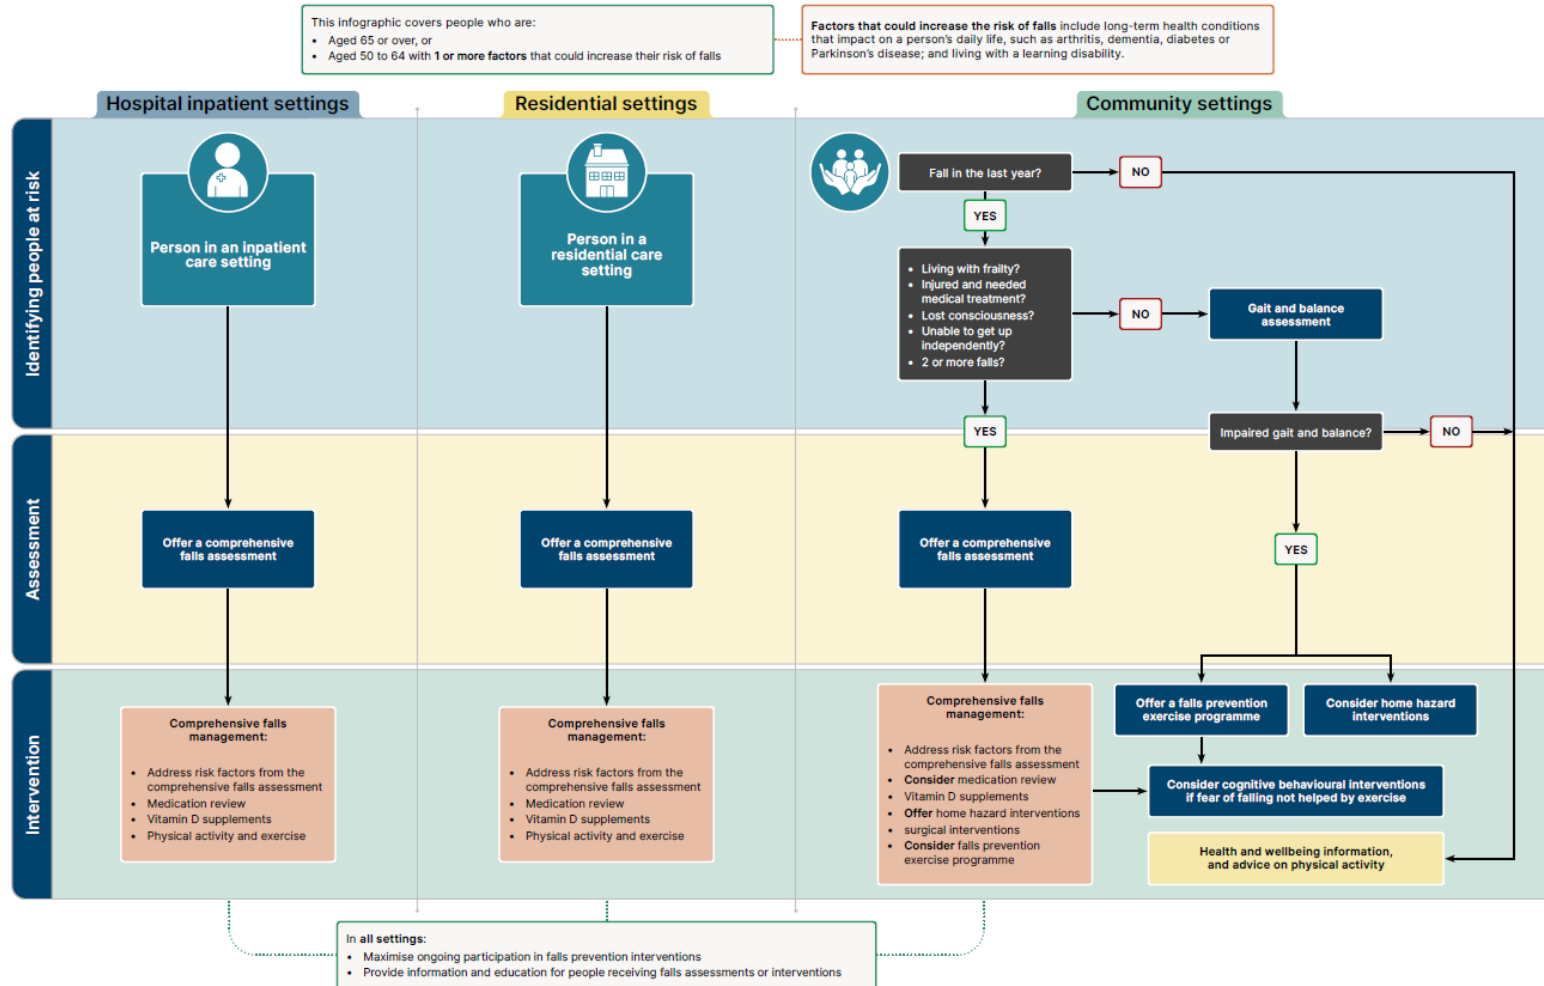 This infographic covers people who are:
• Aged 65 or over, or
• Aged 50 to 64 with 1 or more factors that could increase their risk of falls
Factors that could increase the risk of falls include long-term health conditions
that impact on a person's daily life, such as arthritis, dementia, diabetes or
Parkinson's disease; and living with a learning disability.
Hospital inpatient settings
Residential settings
Community settings
Identifying people at risk
Person in an inpatient
care setting
Person in a
residential care
setting
Fall in the last year?
NO
YES
• Living with frailty?
• Injured and needed
medical treatment?
• Lost consciousness?
• Unable to get up
independently?
• 2 or more falls?
NO
Gait and balance
assessment
YES
Impaired gait and balance?
NO
Assessment
Offer a comprehensive
falls assessment
Offer a comprehensive
falls assessment
Offer a comprehensive
falls assessment
YES
Intervention
Comprehensive falls
management:
• Address risk factors from the
comprehensive falls assessment
• Medication review
• Vitamin D supplements
• Physical activity and exercise
Comprehensive falls
management:
• Address risk factors from the
comprehensive falls assessment
• Medication review
• Vitamin D supplements
• Physical activity and exercise
Comprehensive falls
management:
• Address risk factors from the
comprehensive falls assessment
• Consider medication review
• Vitamin D supplements
• Offer home hazard interventions
• surgical interventions
• Consider falls prevention
exercise programme
Offer a falls prevention
exercise programme
Consider home hazard
interventions
Consider cognitive behavioural interventions
if fear of falling not helped by exercise
Health and wellbeing information,
and advice on physical activity
In all settings:
• Maximise ongoing participation in falls prevention interventions
• Provide information and education for people receiving falls assessments or interventions